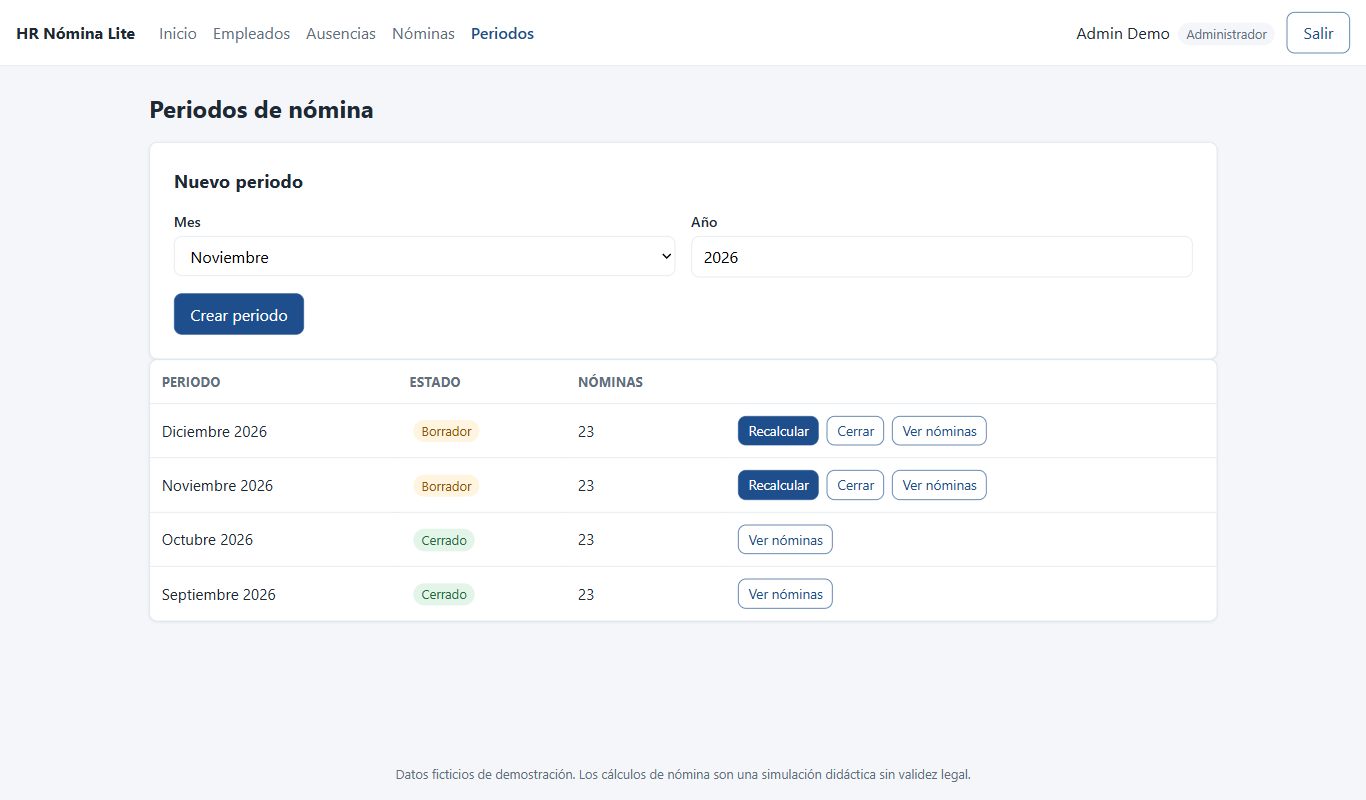 HR Nómina Lite Inicio Empleados Ausencias Nóminas Periodos Admin Demo Administrador Salir
Periodos de nómina
Nuevo periodo
Mes Año
Noviembre 2026
Crear periodo
PERIODO ESTADO NÓMINAS
Diciembre 2026 Borrador 23 Recalcular Cerrar Ver nóminas
Noviembre 2026 Borrador 23 Recalcular Cerrar Ver nóminas
Octubre 2026 Cerrado 23 Ver nóminas
Septiembre 2026 Cerrado 23 Ver nóminas
Datos ficticios de demostración. Los cálculos de nómina son una simulación didáctica sin validez legal.